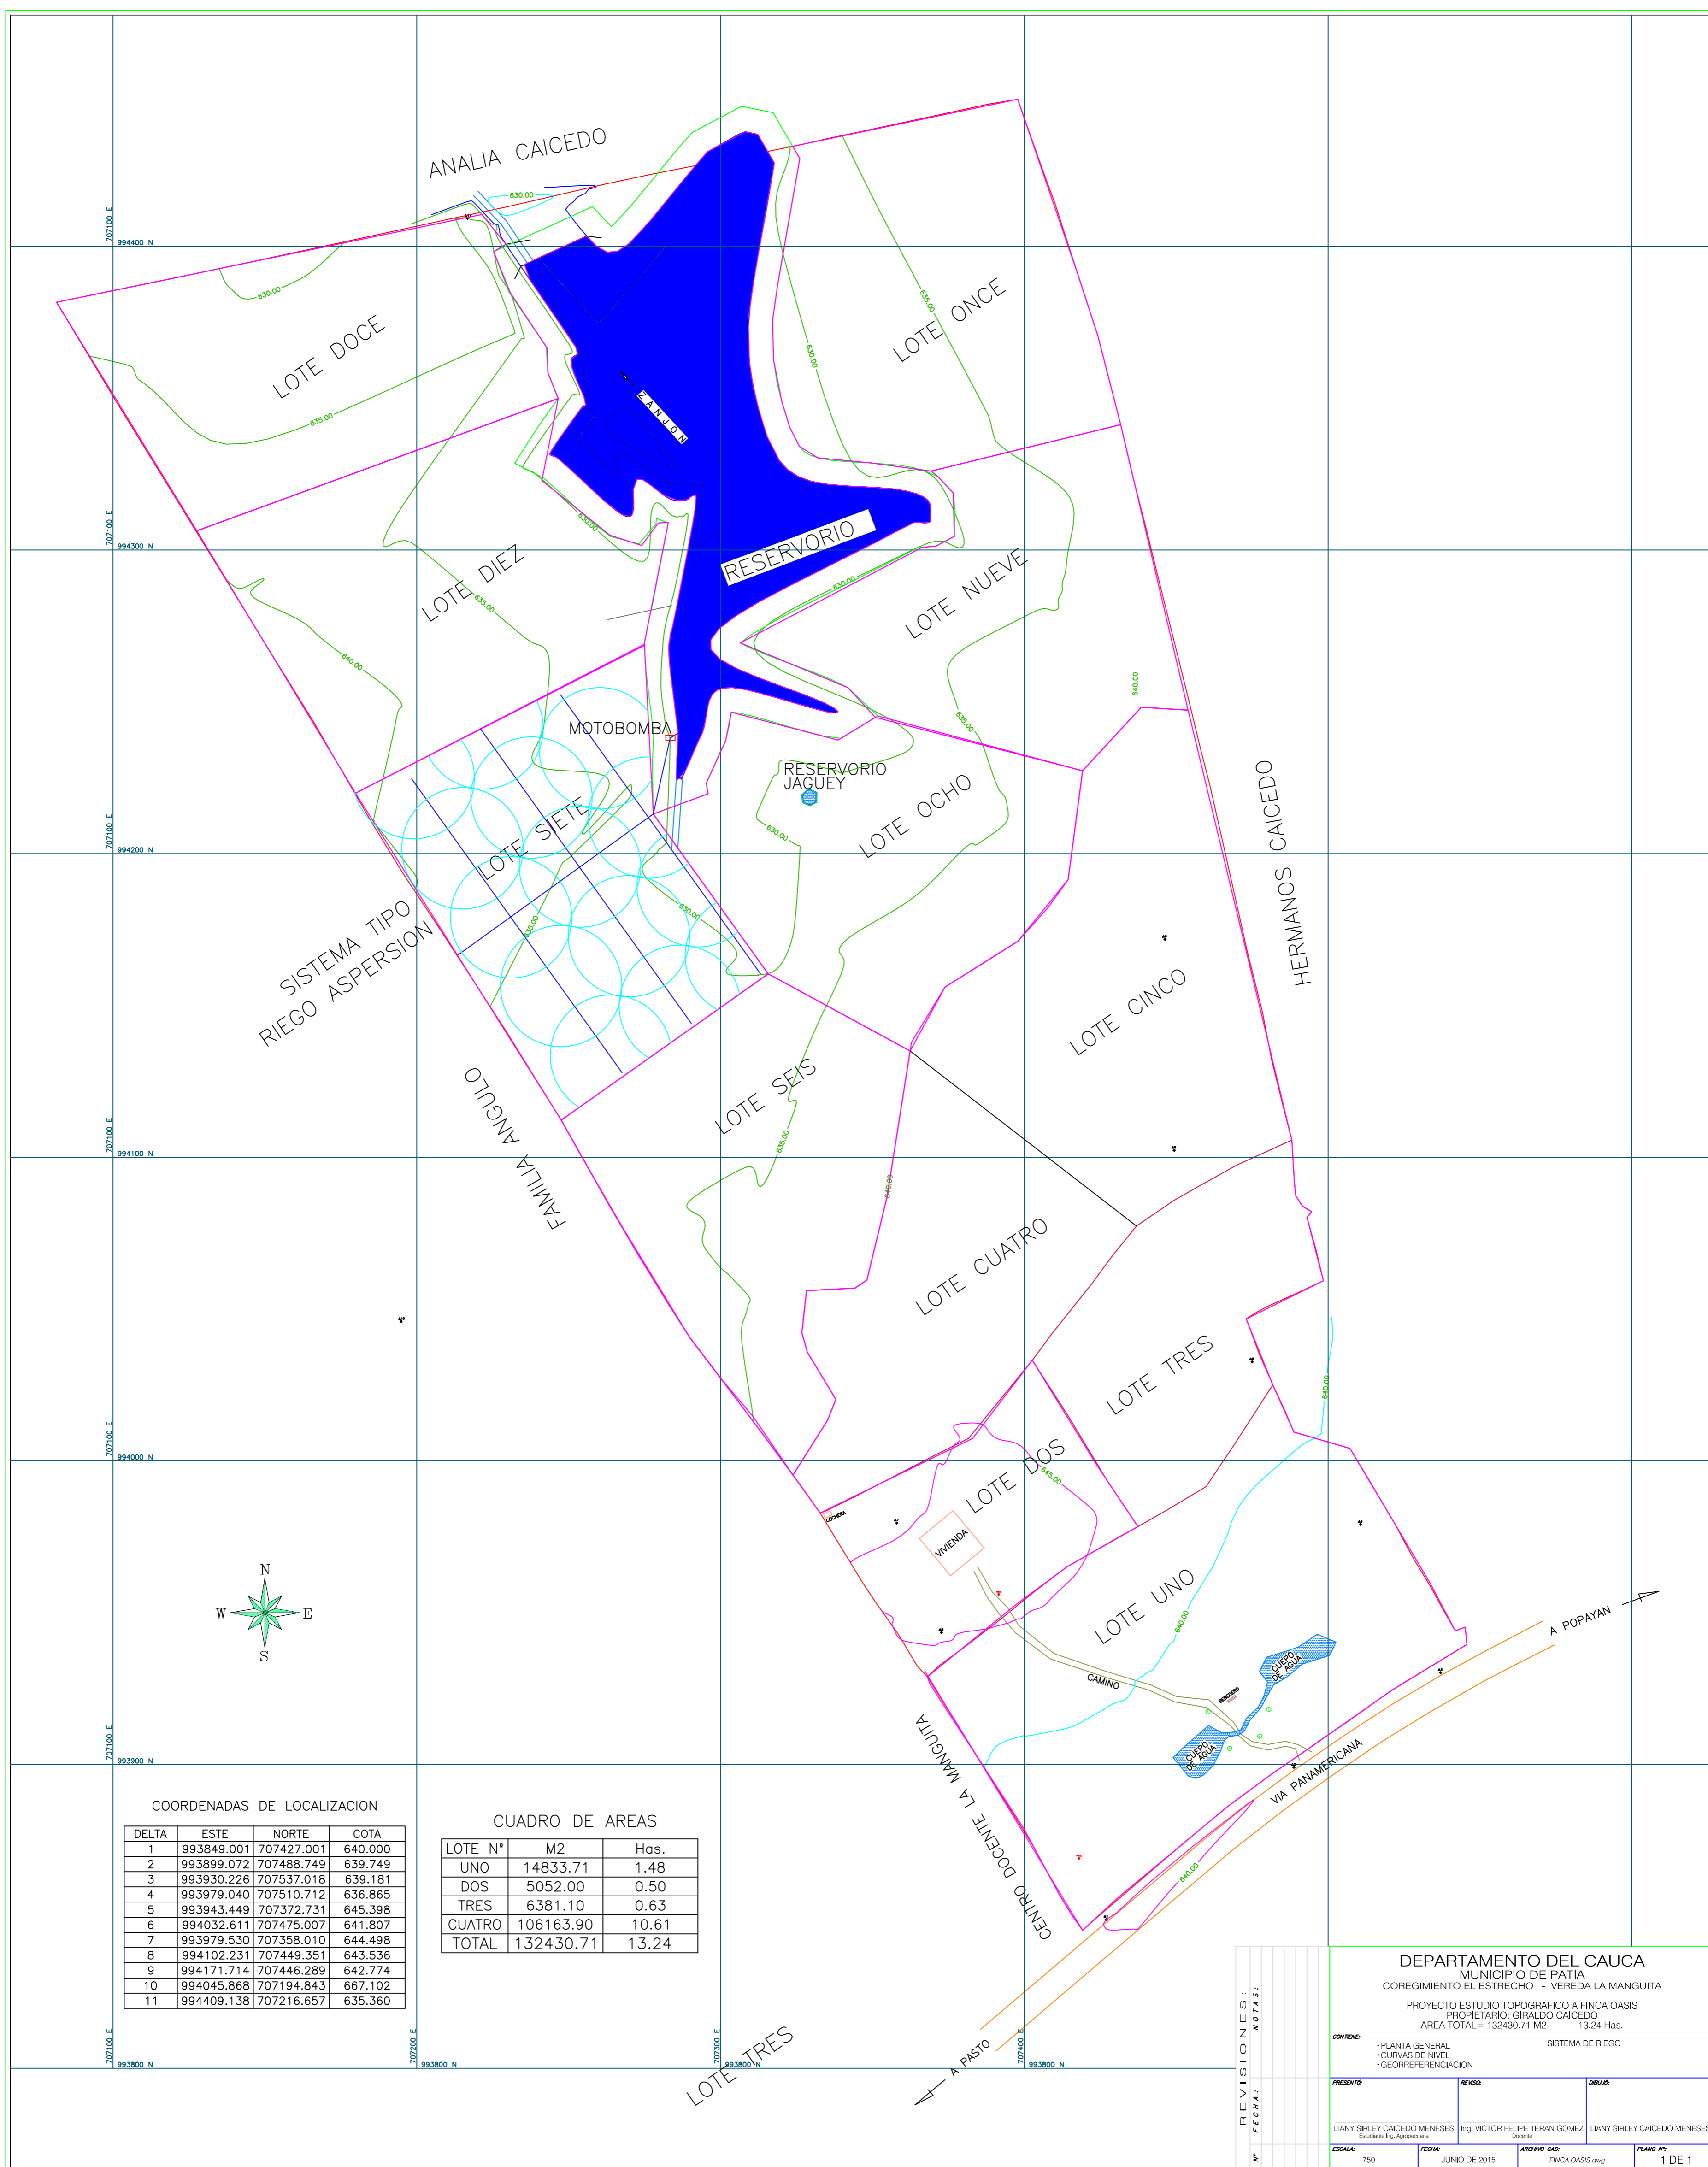 ANALIA CAICEDO
630.00
707100 E
994400 N
630.00
LOTE DOCE
635.00
LOTE ONCE
635.00
630.00
ZANJON
630.00
707100 E
994300 N
RESERVORIO
LOTE DIEZ
635.00
630.00
LOTE NUEVE
640.00
640.00
635.00
MOTOBOMBA
RESERVORIO
JAGUEY
630.00
LOTE OCHO
LOTE SIETE
707100 E
994200 N
HERMANOS CAICEDO
630.00
635.00
SISTEMA TIPO
RIEGO ASPERSION
LOTE CINCO
FAMILIA ANGULO
LOTE SEIS
635.00
707100 E
994100 N
640.00
LOTE CUATRO
LOTE TRES
640.00
707100 E
994000 N
LOTE DOS
645.00
COCHERA
VIVIENDA
LOTE UNO
640.00
N
W
E
S
A POPAYAN
CAMINO
BEBEDERO
CUEPO
DE AGUA
CUEPO
DE AGUA
707100 E
993900 N
VIA PANAMERICANA
CENTRO DOCENTE LA MANGUITA
640.00
COORDENADAS DE LOCALIZACION
DELTA ESTE NORTE COTA
1 993849.001 707427.001 640.000
2 993899.072 707488.749 639.749
3 993930.226 707537.018 639.181
4 993979.040 707510.712 636.865
5 993943.449 707372.731 645.398
6 994032.611 707475.007 641.807
7 993979.530 707358.010 644.498
8 994102.231 707449.351 643.536
9 994171.714 707446.289 642.774
10 994045.868 707194.843 667.102
11 994409.138 707216.657 635.360
CUADRO DE AREAS
LOTE N° M2 Has.
UNO 14833.71 1.48
DOS 5052.00 0.50
TRES 6381.10 0.63
CUATRO 106163.90 10.61
TOTAL 132430.71 13.24
707100 E
993800 N
707200 E
993800 N
707300 E
993800 N
707400 E
993800 N
LOTE TRES
A PASTO
REVISIONES:
NOTAS:
FECHA:
N°
DEPARTAMENTO DEL CAUCA
MUNICIPIO DE PATIA
COREGIMIENTO EL ESTRECHO - VEREDA LA MANGUITA
PROYECTO ESTUDIO TOPOGRAFICO A FINCA OASIS
PROPIETARIO: GIRALDO CAICEDO
AREA TOTAL= 132430.71 M2 - 13.24 Has.
CONTIENE:
• PLANTA GENERAL
• CURVAS DE NIVEL
• GEORREFERENCIACION
SISTEMA DE RIEGO
PRESENTÓ:
REVISO:
DIBUJÓ:
LIANY SIRLEY CAICEDO MENESES
Estudiante Ing. Agropecuaria
Ing. VICTOR FELIPE TERAN GOMEZ
Docente
LIANY SIRLEY CAICEDO MENESES
ESCALA:
750
FECHA:
JUNIO DE 2015
ARCHIVO CAD:
FINCA OASIS.dwg
PLANO N°:
1 DE 1